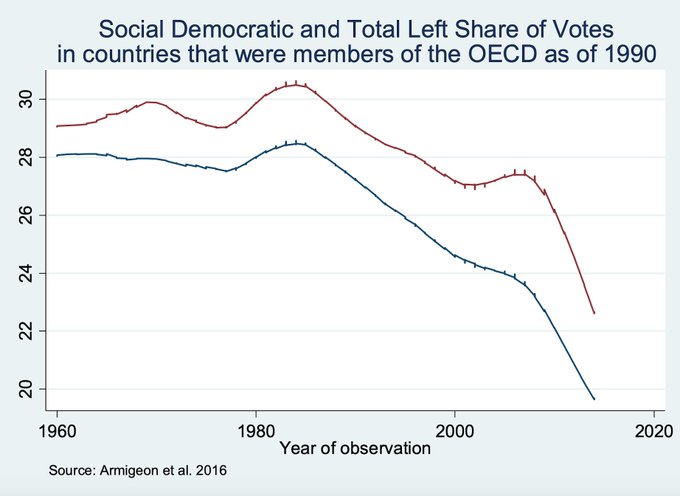 Social Democratic and Total Left Share of Votes
in countries that were members of the OECD as of 1990
30
28
26
24
22
20
1960 1980 2000 2020
Year of observation
Source: Armigeon et al. 2016